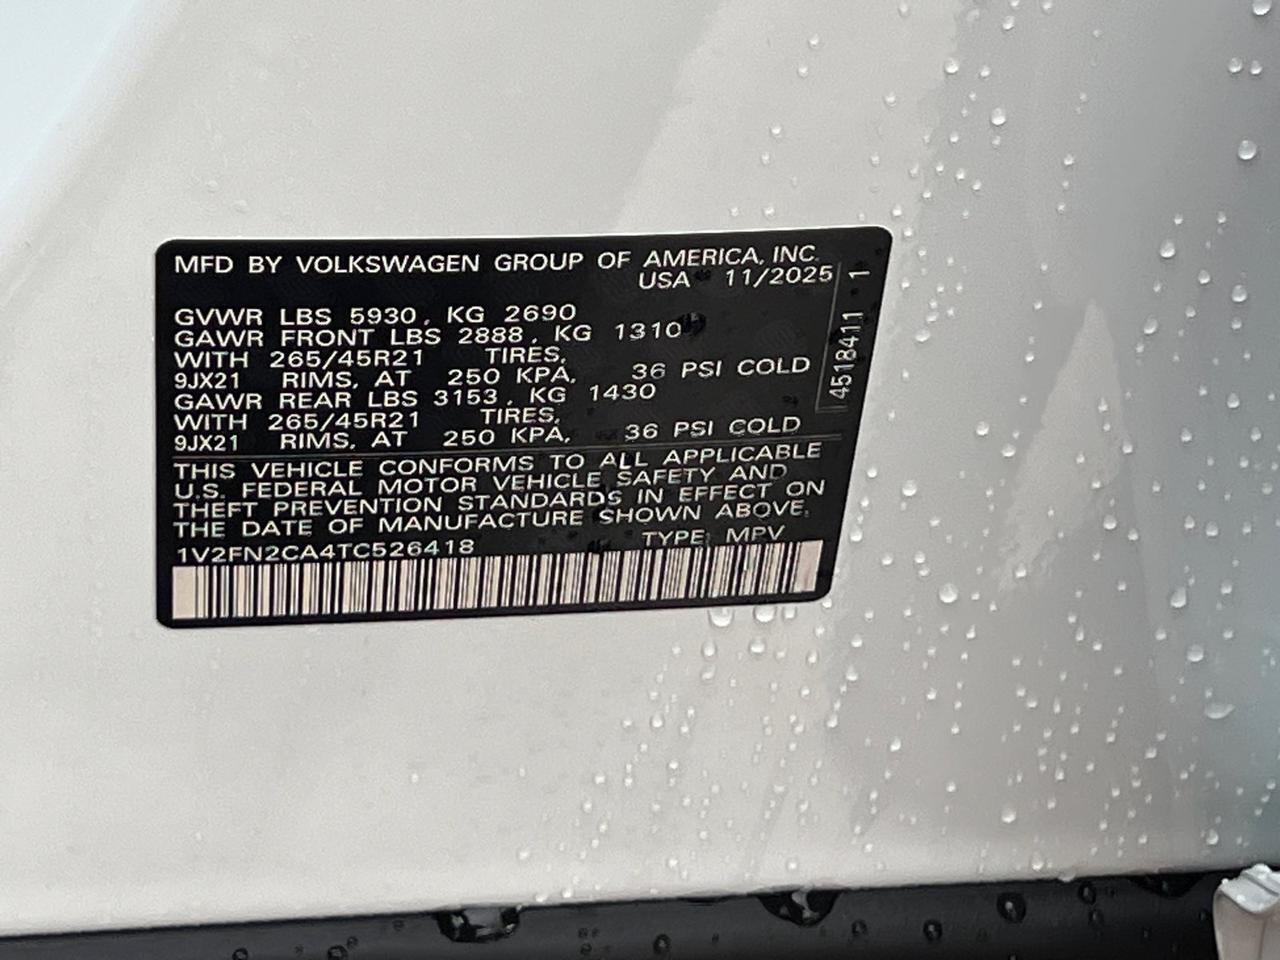 MFD BY VOLKSWAGEN GROUP OF AMERICA, INC.
USA 11/2025
GVWR LBS 5930, KG 2690
GAWR FRONT LBS 2888, KG 1310
WITH 265/45R21 TIRES,
9JX21 RIMS, AT 250 KPA, 36 PSI COLD
GAWR REAR LBS 3153, KG 1430
WITH 265/45R21 TIRES,
9JX21 RIMS, AT 250 KPA, 36 PSI COLD
THIS VEHICLE CONFORMS TO ALL APPLICABLE
U.S. FEDERAL MOTOR VEHICLE SAFETY AND
THEFT PREVENTION STANDARDS IN EFFECT ON
THE DATE OF MANUFACTURE SHOWN ABOVE.
1V2FN2CA4TC526418 TYPE: MPV
4518411 1